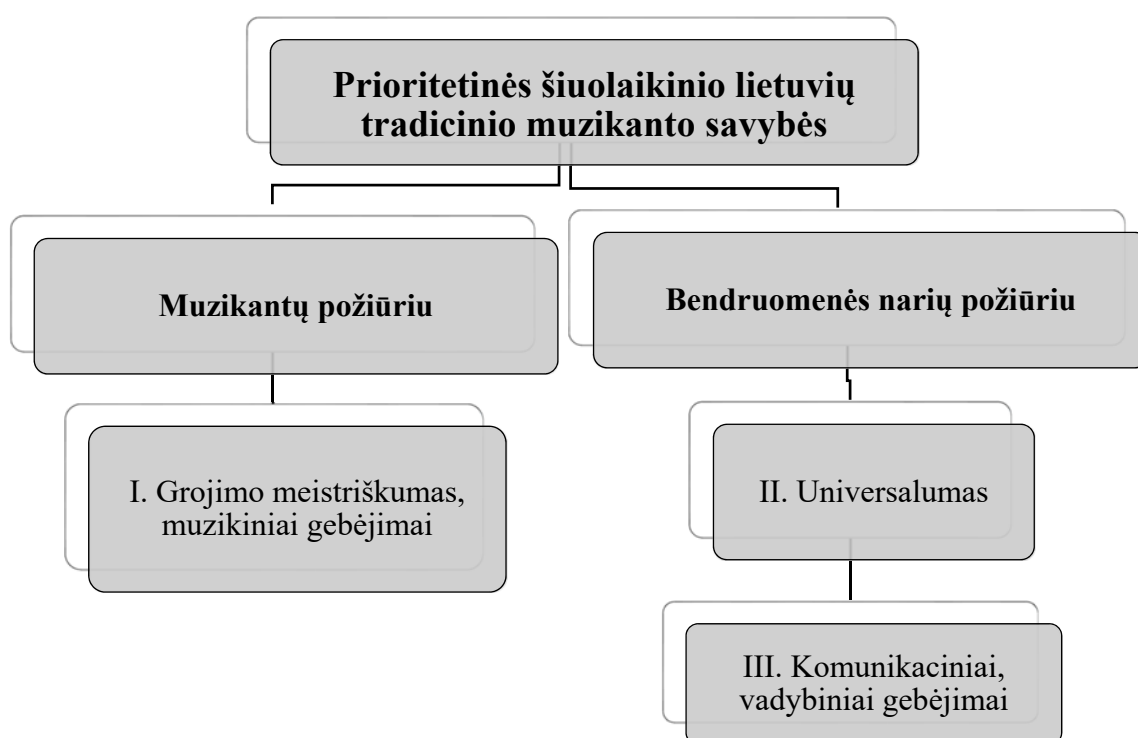 Prioritetinės šiuolaikinio lietuvių
tradicinio muzikanto savybės
Muzikantų požiūriu
Bendruomenės narių požiūriu
I. Grojimo meistriškumas,
muzikiniai gebėjimai
II. Universalumas
III. Komunikaciniai,
vadybiniai gebėjimai